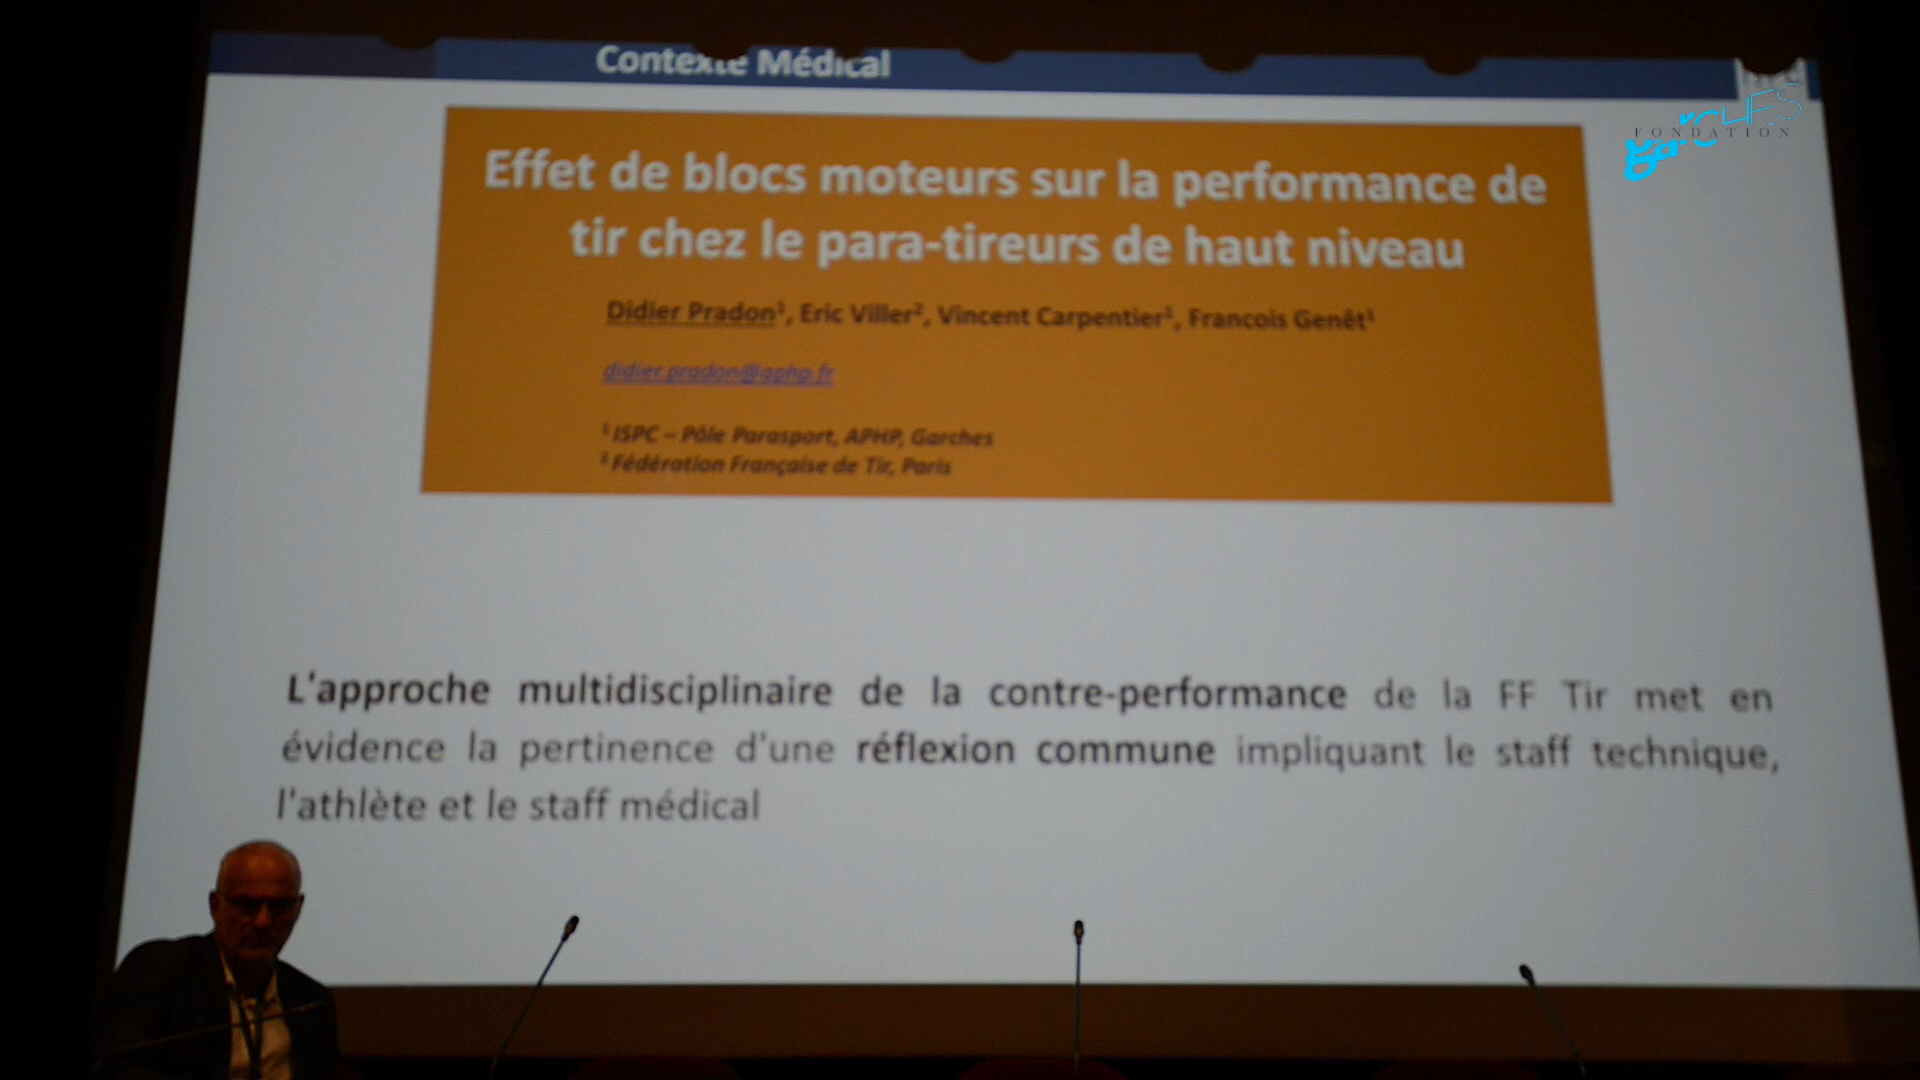 Contexte Médical
FONDATION
garches
Effet de blocs moteurs sur la performance de
tir chez le para-tireurs de haut niveau
Didier Pradon¹, Eric Viller², Vincent Carpentier¹, Francois Genêt¹
didier.pradon@aphp.fr
¹ ISPC – Pôle Parasport, APHP, Garches
² Fédération Française de Tir, Paris
L'approche multidisciplinaire de la contre-performance de la FF Tir met en
évidence la pertinence d'une réflexion commune impliquant le staff technique,
l'athlète et le staff médical